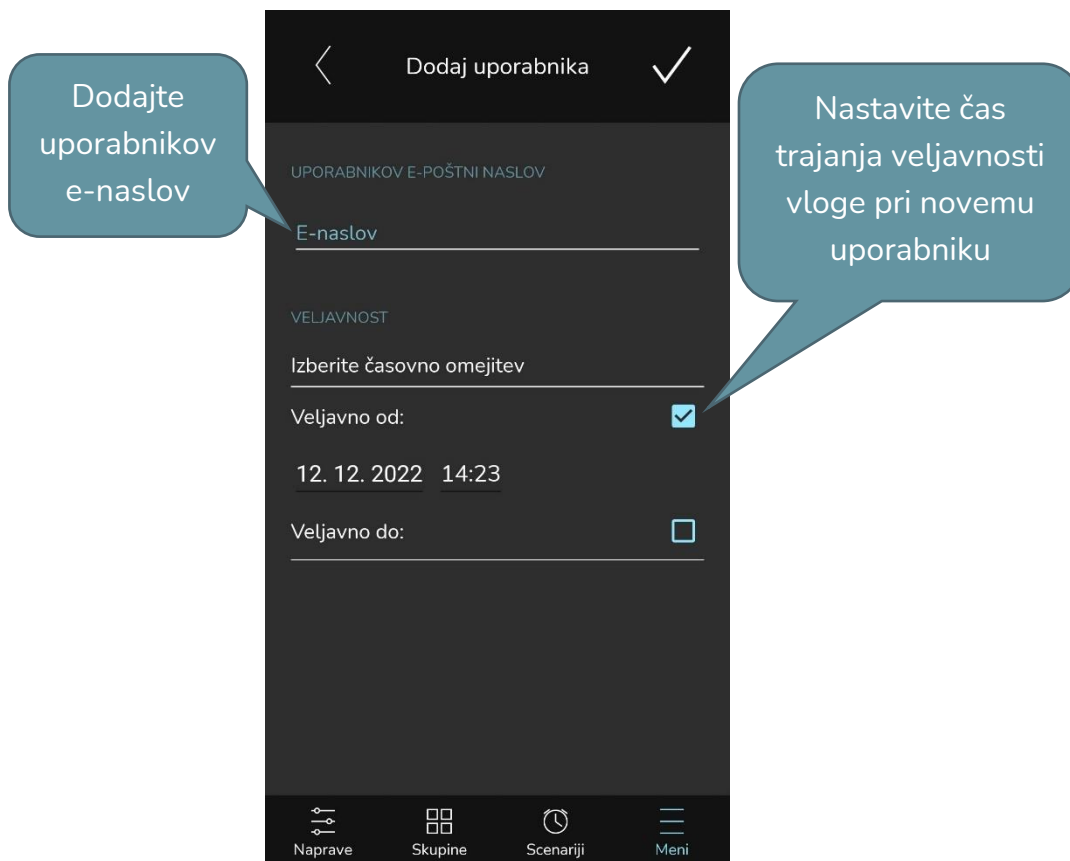 Dodaj uporabnika
Dodajte
uporabnikov
e-naslov
Nastavite čas
trajanja veljavnosti
vloge pri novemu
uporabniku
UPORABNIKOV E-POŠTNI NASLOV
E-naslov
VELJAVNOST
Izberite časovno omejitev
Veljavno od:
12. 12. 2022 14:23
Veljavno do:
Naprave Skupine Scenariji Meni